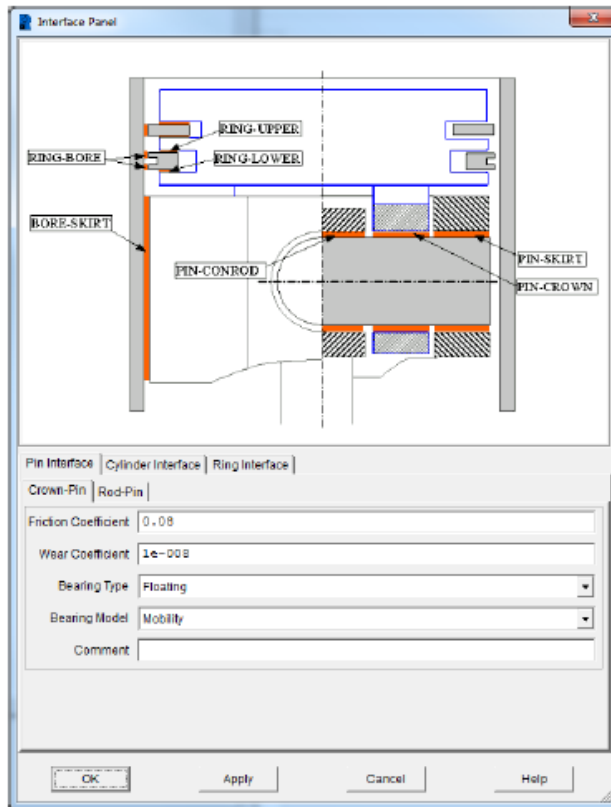 Interface Panel
RING-UPPER
RING-BORE
RING-LOWER
BORE-SKIRT
PIN-CONROD
PIN-SKIRT
PIN-CROWN
Pin Interface Cylinder Interface Ring Interface
Crown-Pin Rod-Pin
Friction Coefficient 0.08
Wear Coefficient 1e-008
Bearing Type Floating
Bearing Model Mobility
Comment
OK Apply Cancel Help